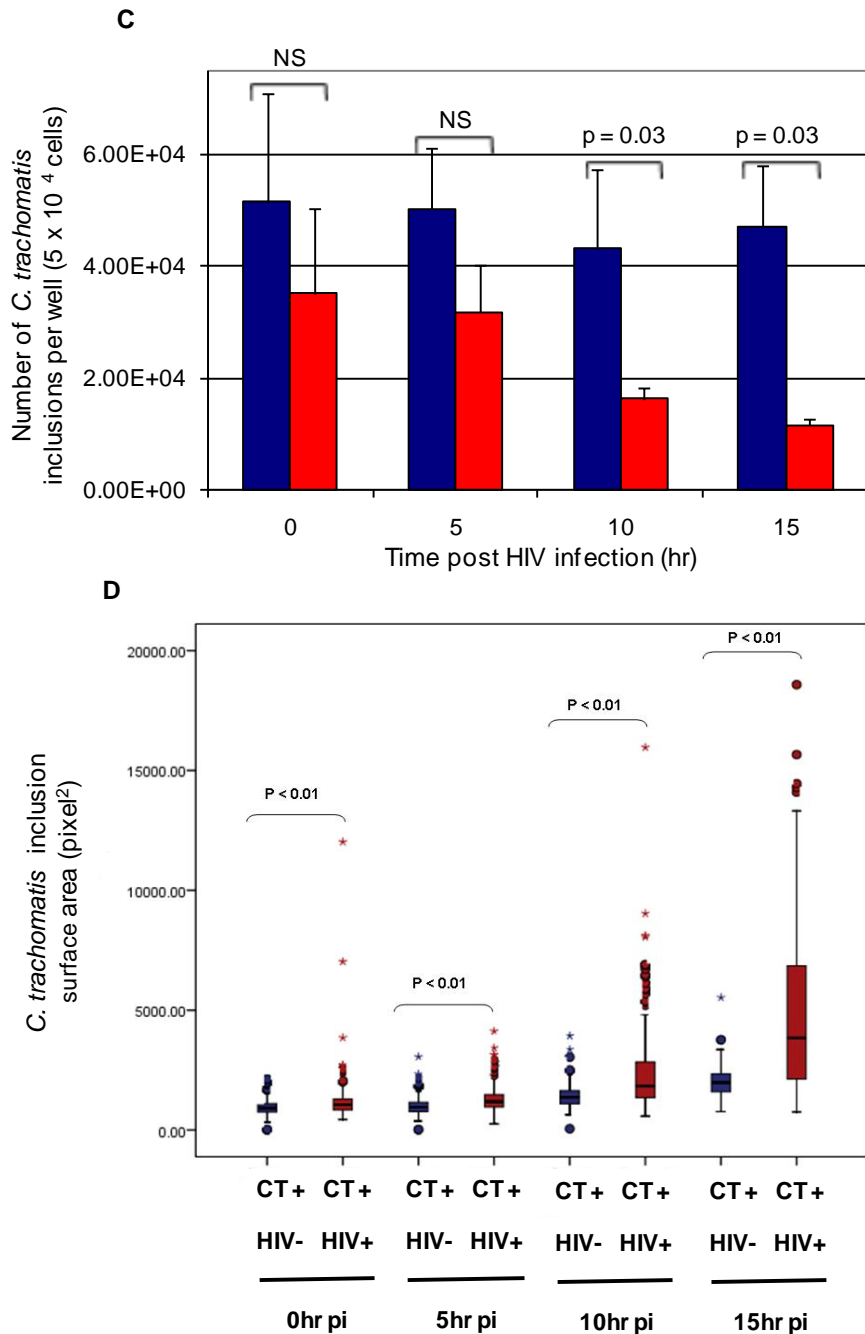 C
NS
NS
p = 0.03
p = 0.03
Number of C. trachomatis
inclusions per well (5 x 10 4 cells)
6.00E+04
4.00E+04
2.00E+04
0.00E+00
0 5 10 15
Time post HIV infection (hr)
D
P < 0.01
P < 0.01
P < 0.01
P < 0.01
C. trachomatis inclusion
surface area (pixel2)
20000.00
15000.00
10000.00
5000.00
0.00
CT + CT + CT + CT + CT + CT + CT + CT +
HIV- HIV+ HIV- HIV+ HIV- HIV+ HIV- HIV+
0hr pi 5hr pi 10hr pi 15hr pi